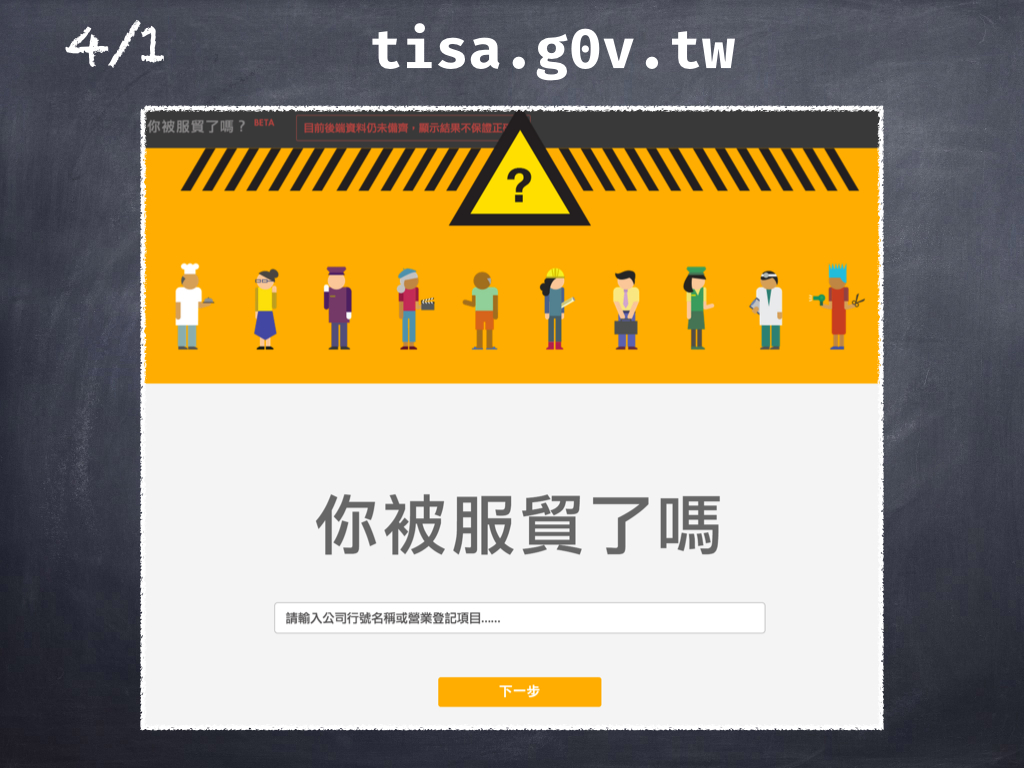 4/1
tisa.g0v.tw
你被服貿了嗎？ BETA
目前後端資料仍未備齊，顯示結果不保證正
?
你被服貿了嗎
請輸入公司行號名稱或營業登記項目......
下一步